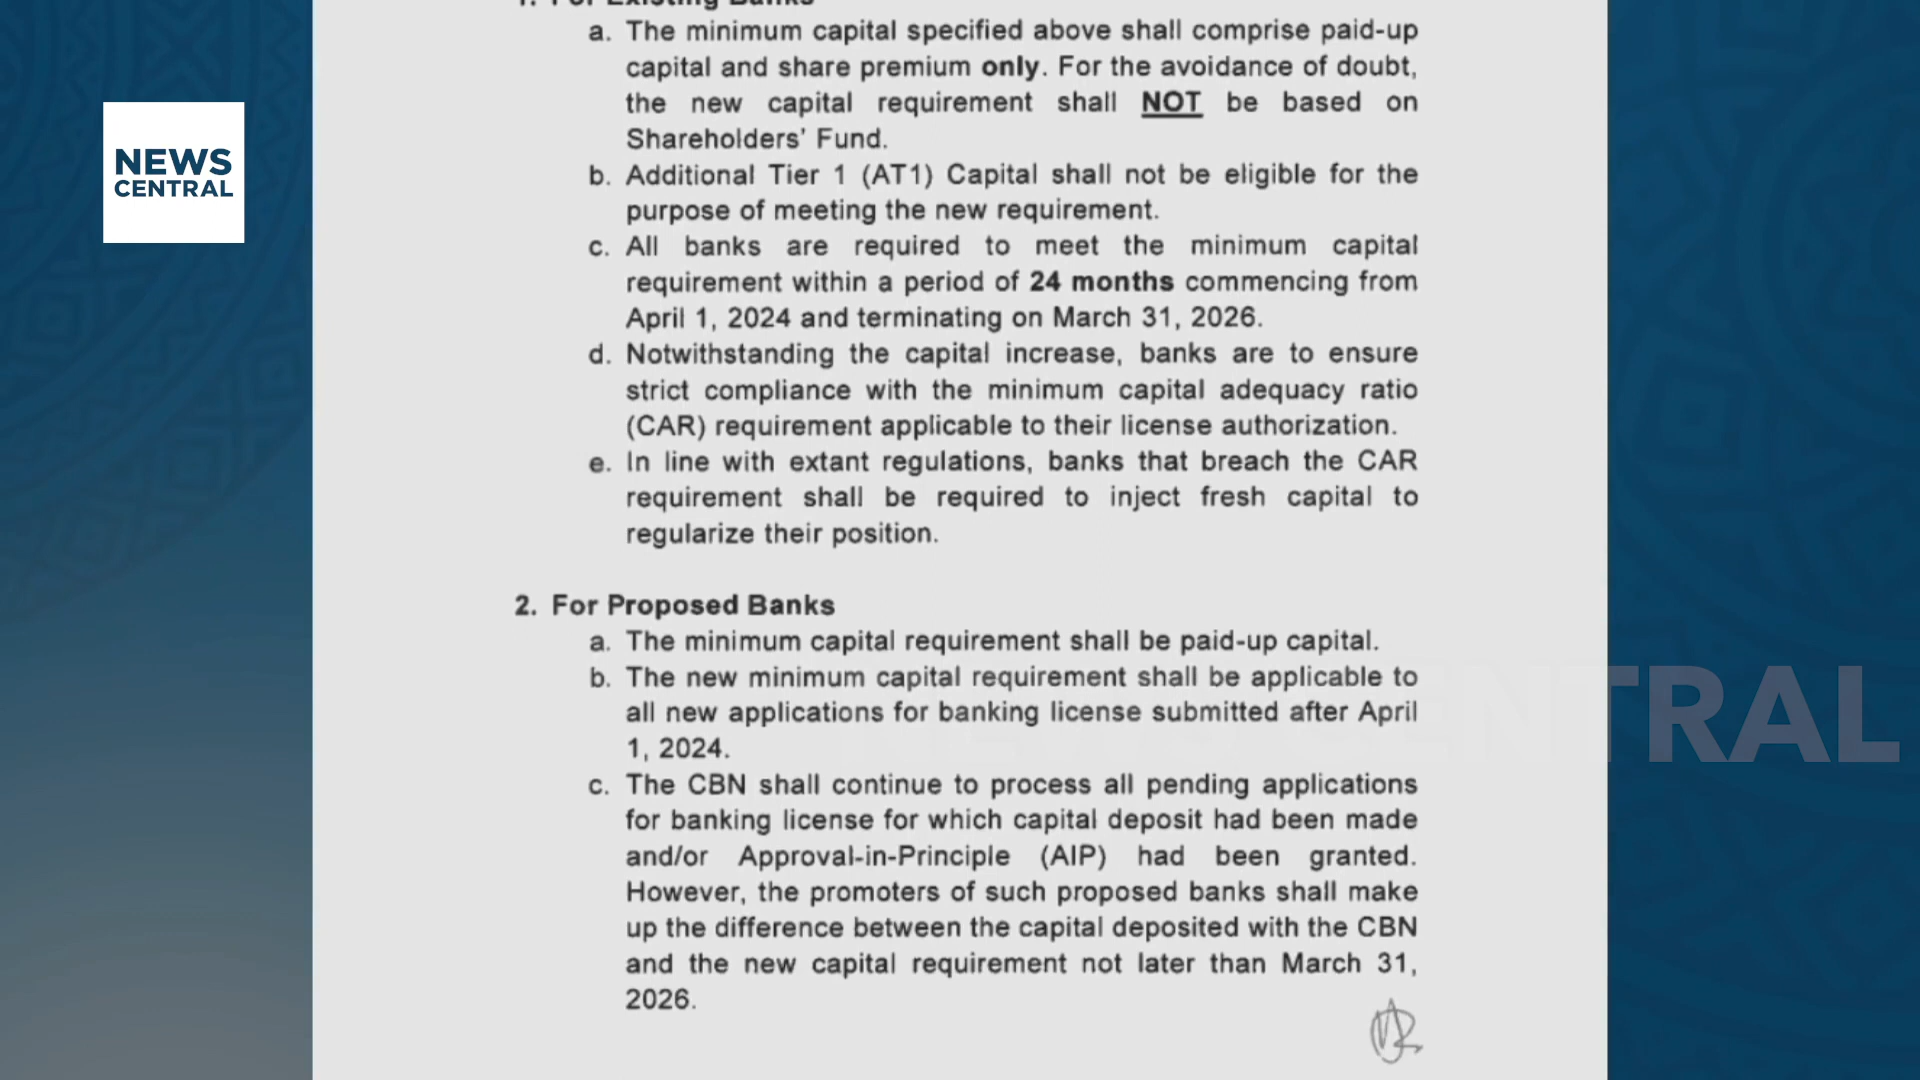 1. For Existing Banks
a. The minimum capital specified above shall comprise paid-up
capital and share premium only. For the avoidance of doubt,
the new capital requirement shall NOT be based on
Shareholders' Fund.
b. Additional Tier 1 (AT1) Capital shall not be eligible for the
purpose of meeting the new requirement.
c. All banks are required to meet the minimum capital
requirement within a period of 24 months commencing from
April 1, 2024 and terminating on March 31, 2026.
d. Notwithstanding the capital increase, banks are to ensure
strict compliance with the minimum capital adequacy ratio
(CAR) requirement applicable to their license authorization.
e. In line with extant regulations, banks that breach the CAR
requirement shall be required to inject fresh capital to
regularize their position.
2. For Proposed Banks
a. The minimum capital requirement shall be paid-up capital.
b. The new minimum capital requirement shall be applicable to
all new applications for banking license submitted after April
1, 2024.
c. The CBN shall continue to process all pending applications
for banking license for which capital deposit had been made
and/or Approval-in-Principle (AIP) had been granted.
However, the promoters of such proposed banks shall make
up the difference between the capital deposited with the CBN
and the new capital requirement not later than March 31,
2026.
NEWS
CENTRAL
NEWS CENTRAL